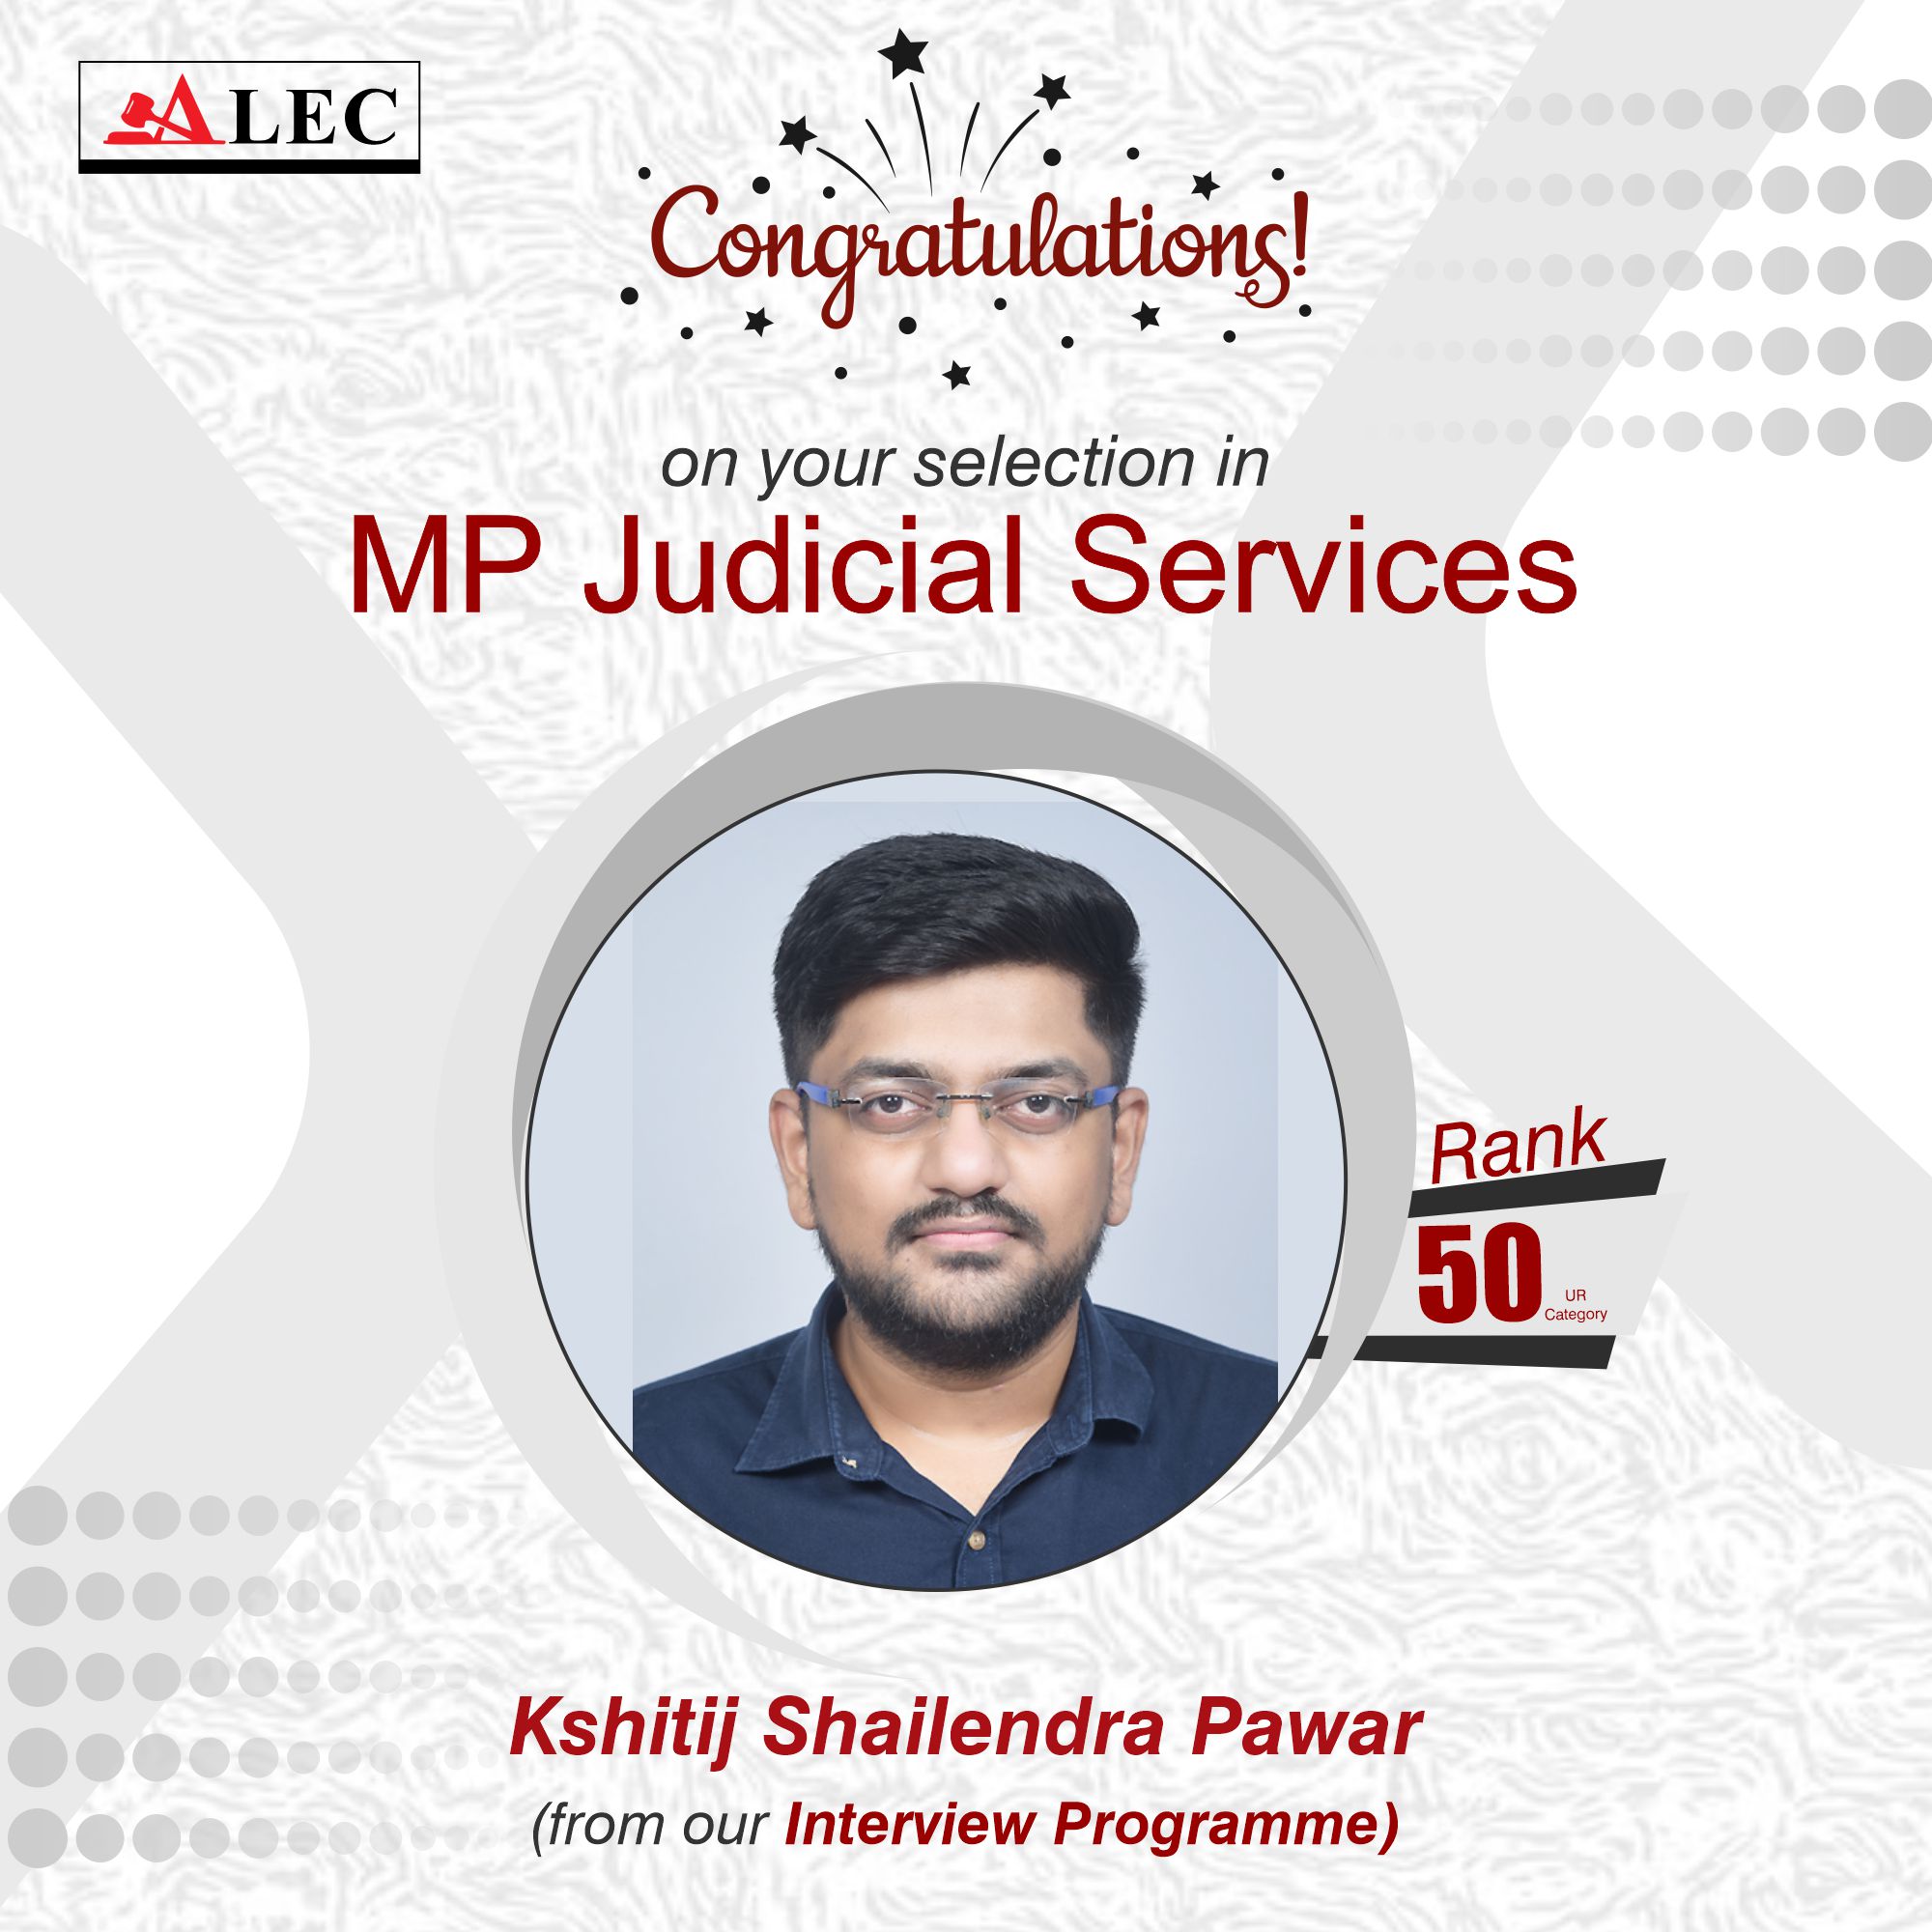 ALEC
Congratulations!
on your selection in
MP Judicial Services
Rank
50
UR
Category
Kshitij Shailendra Pawar
(from our Interview Programme)